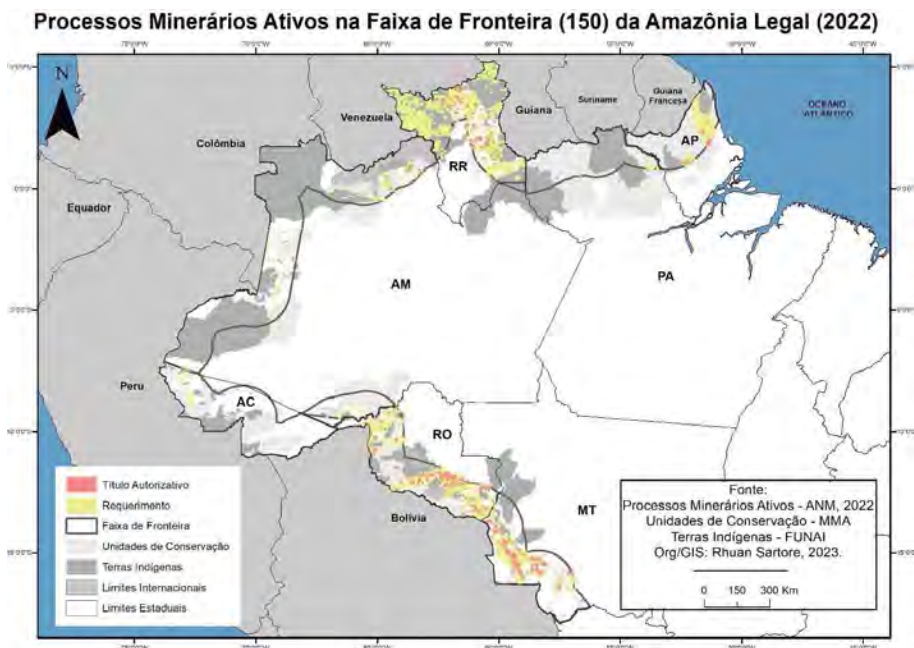 Processos Minerários Ativos na Faixa de Fronteira (150) da Amazônia Legal (2022)
N
Venezuela
Guiana
Suriname
Guiana
Francesa
OCEANO
ATLÂNTICO
Colômbia
RR
AP
Equador
AM
PA
Peru
AC
RO
MT
Bolívia
Título Autorizativo
Requerimento
Faixa de Fronteira
Unidades de Conservação
Terras Indígenas
Limites Internacionais
Limites Estaduais
Fonte:
Processos Minerários Ativos - ANM, 2022
Unidades de Conservação - MMA
Terras Indígenas - FUNAI
Org/GIS: Rhuan Sartore, 2023.
0 150 300 Km